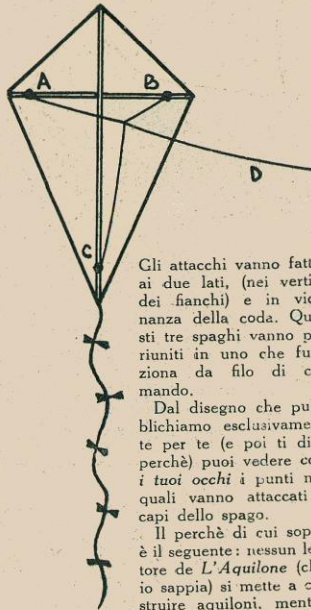 A
B
D
C
Gli attacchi vanno fatt
ai due lati, (nei verti
dei fianchi) e in vic
nanza della coda. Qu
sti tre spaghi vanno p
riuniti in uno che fu
ziona da filo di c
mando.
Dal disegno che pu
blichiamo esclusivame
te per te (e poi ti di
perchè) puoi vedere co
i tuoi occhi i punti n
quali vanno attaccati
capi dello spago.
Il perchè di cui sop
è il seguente: nessun le
tore de L'Aquilone (cl
io sappia) si mette a c
struire aquiloni, ment